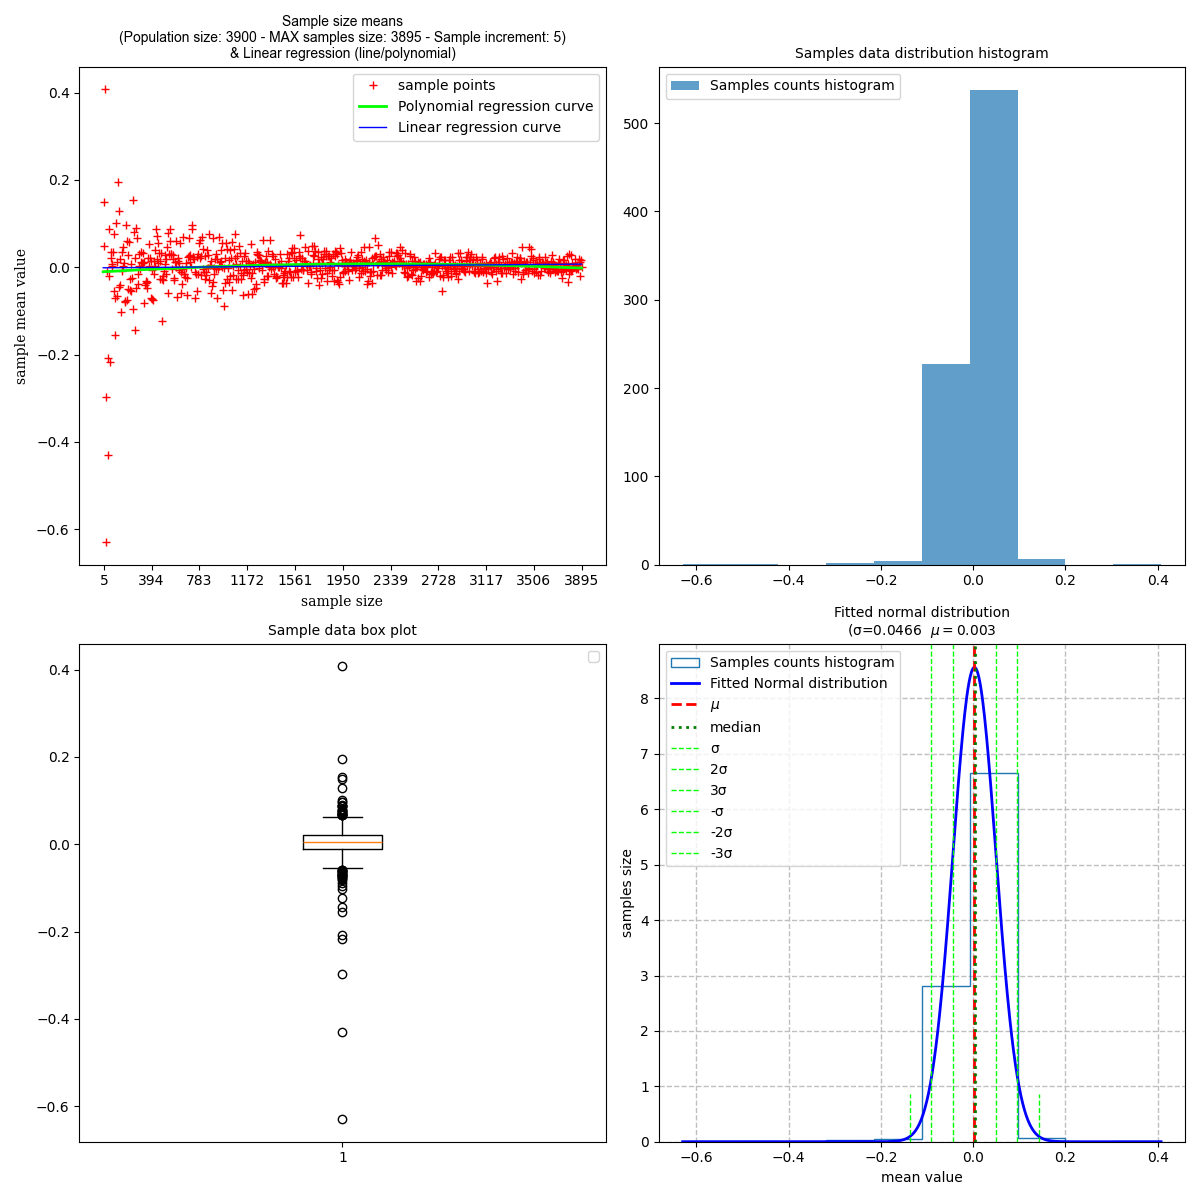 Sample size means
(Population size: 3900 - MAX samples size: 3895 - Sample increment: 5)
& Linear regression (line/polynomial)
sample points
Polynomial regression curve
Linear regression curve
0.4
0.2
0.0
−0.2
−0.4
−0.6
sample mean value
5 394 783 1172 1561 1950 2339 2728 3117 3506 3895
sample size
Samples data distribution histogram
Samples counts histogram
500
400
300
200
100
0
−0.6 −0.4 −0.2 0.0 0.2 0.4
Sample data box plot
0.4
0.2
0.0
−0.2
−0.4
−0.6
1
Fitted normal distribution
(σ=0.0466 μ = 0.003
Samples counts histogram
Fitted Normal distribution
μ
median
σ
2σ
3σ
-σ
-2σ
-3σ
8
7
6
5
4
3
2
1
0
samples size
−0.6 −0.4 −0.2 0.0 0.2 0.4
mean value